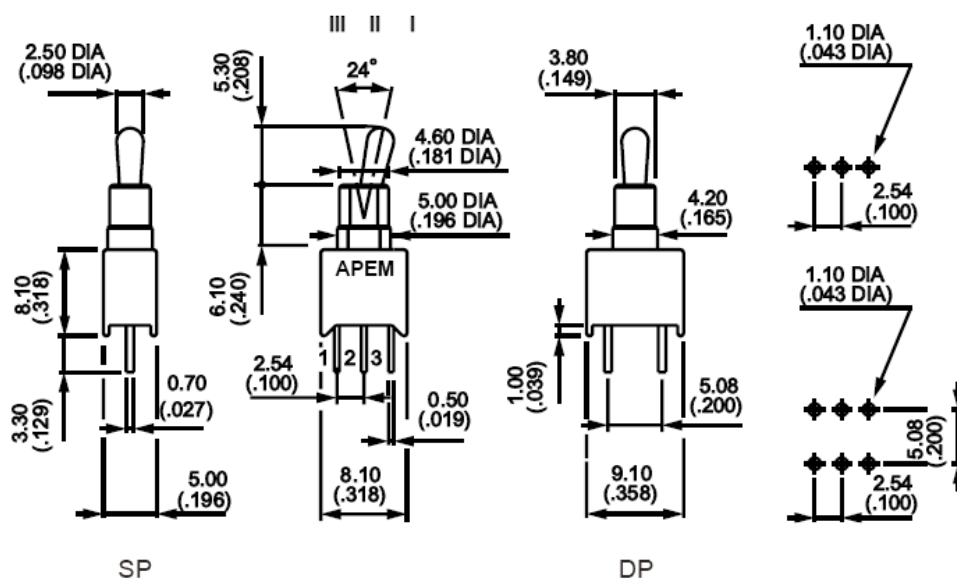 III II I
2.50 DIA
(.098 DIA)
5.30
(.208)
24°
3.80
(.149)
1.10 DIA
(.043 DIA)
4.60 DIA
(.181 DIA)
5.00 DIA
(.196 DIA)
4.20
(.165)
2.54
(.100)
8.10
(.318)
6.10
(.240)
APEM
1 2 3
1.10 DIA
(.043 DIA)
3.30
(.129)
0.70
(.027)
2.54
(.100)
0.50
(.019)
1.00
(.039)
5.08
(.200)
5.08
(.200)
5.00
(.196)
8.10
(.318)
9.10
(.358)
2.54
(.100)
SP
DP